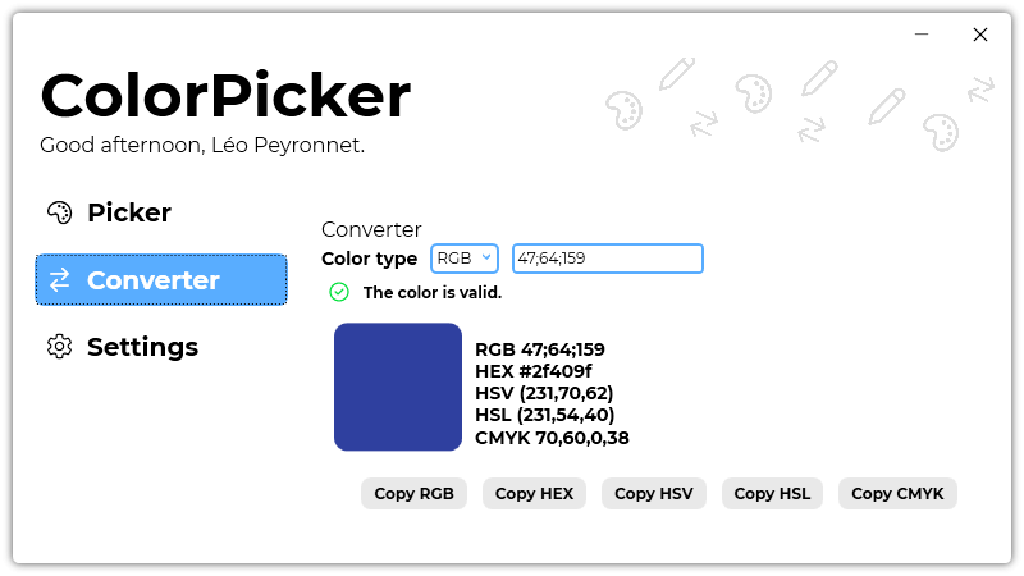 ColorPicker
Good afternoon, Léo Peyronnet.
Picker
Converter
Settings
Converter
Color type RGB 47;64;159
The color is valid.
RGB 47;64;159
HEX #2f409f
HSV (231,70,62)
HSL (231,54,40)
CMYK 70,60,0,38
Copy RGB Copy HEX Copy HSV Copy HSL Copy CMYK